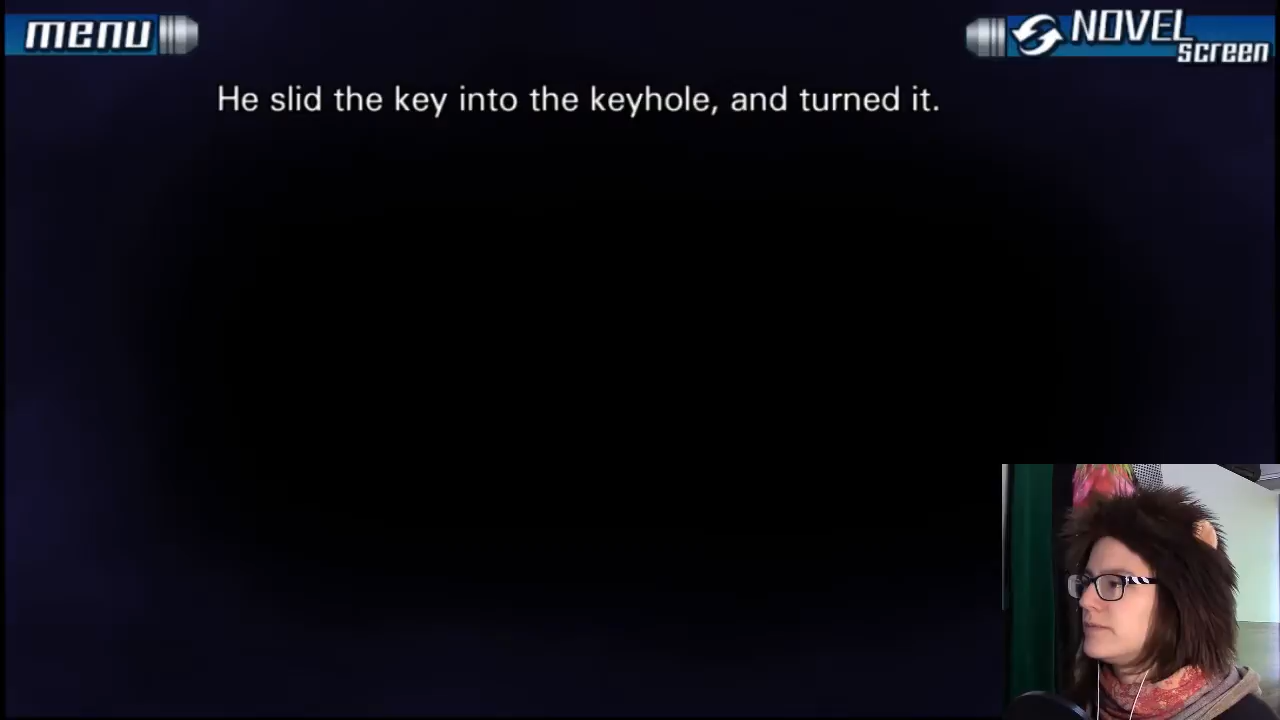 menu
NOVEL
screen
He slid the key into the keyhole, and turned it.